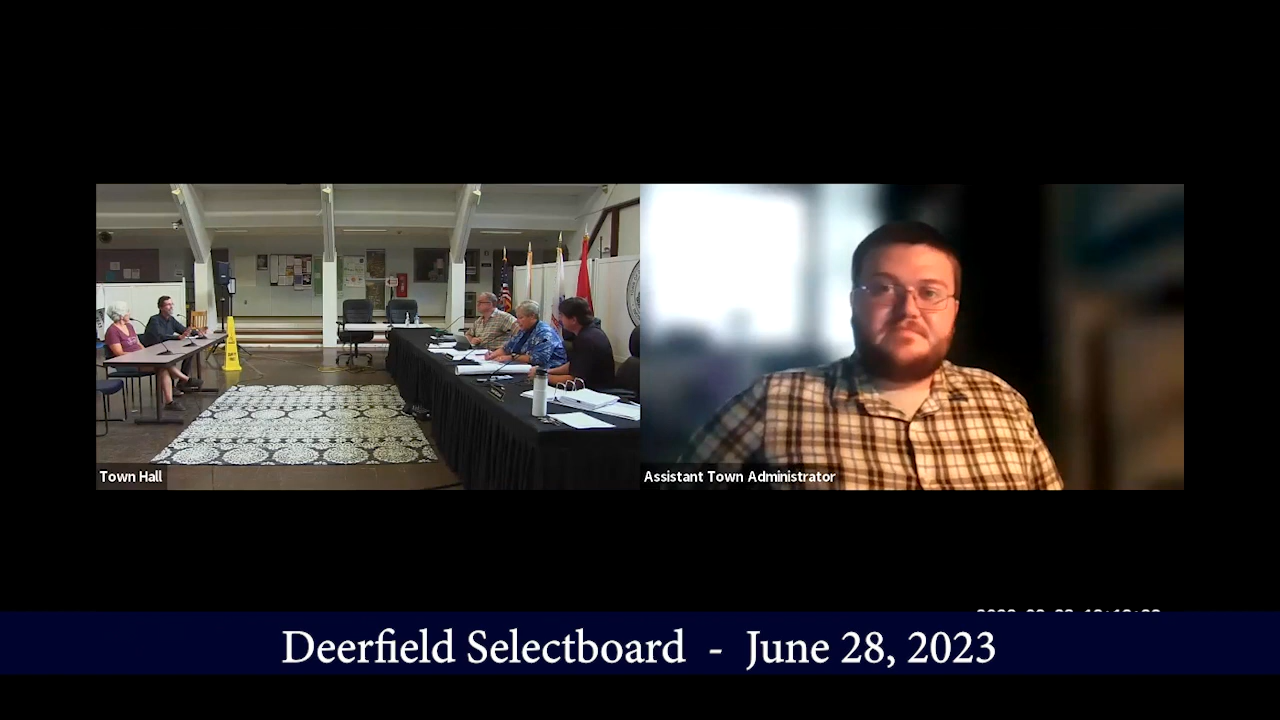 Town Hall
Assistant Town Administrator
Deerfield Selectboard - June 28, 2023